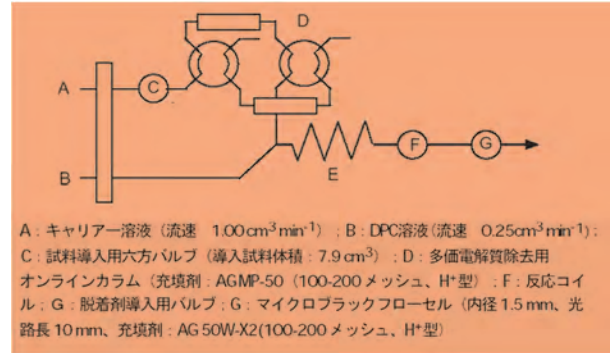 D
A
C
B
E
F
G
A：キャリアー溶液（流速　1.00 cm³ min⁻¹）；B：DPC溶液（流速　0.25 cm³ min⁻¹）；
C：試料導入用六方バルブ（導入試料体積：7.9 cm³）；D：多価電解質除去用
オンラインカラム（充填剤：AGMP-50（100-200 メッシュ、H⁺型）；F：反応コイ
ル；G：脱着剤導入用バルブ；G：マイクロブラックフローセル（内径 1.5 mm、光
路長 10 mm、充填剤：AG 50W-X2(100-200 メッシュ、H⁺型）